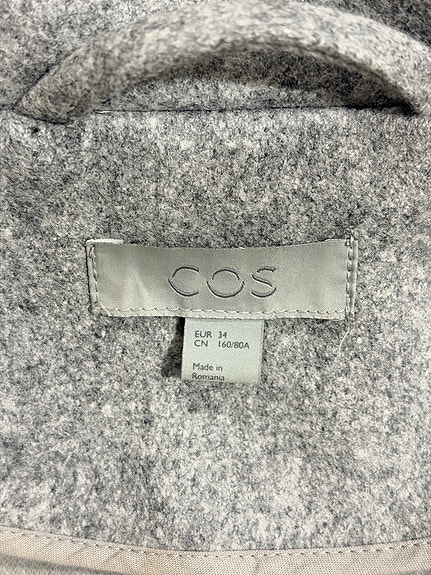 COS
EUR 34
CN 160/80A
Made in
Romania